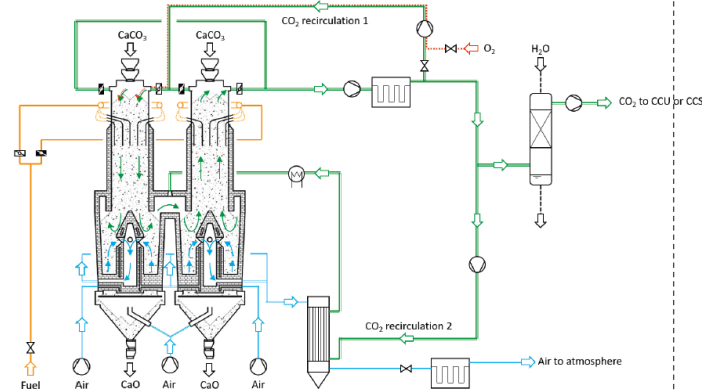 CO₂ recirculation 1
CaCO₃ CaCO₃
O₂ H₂O
CO₂ to CCU or CCS
CO₂ recirculation 2
Air to atmosphere
Fuel Air CaO Air CaO Air